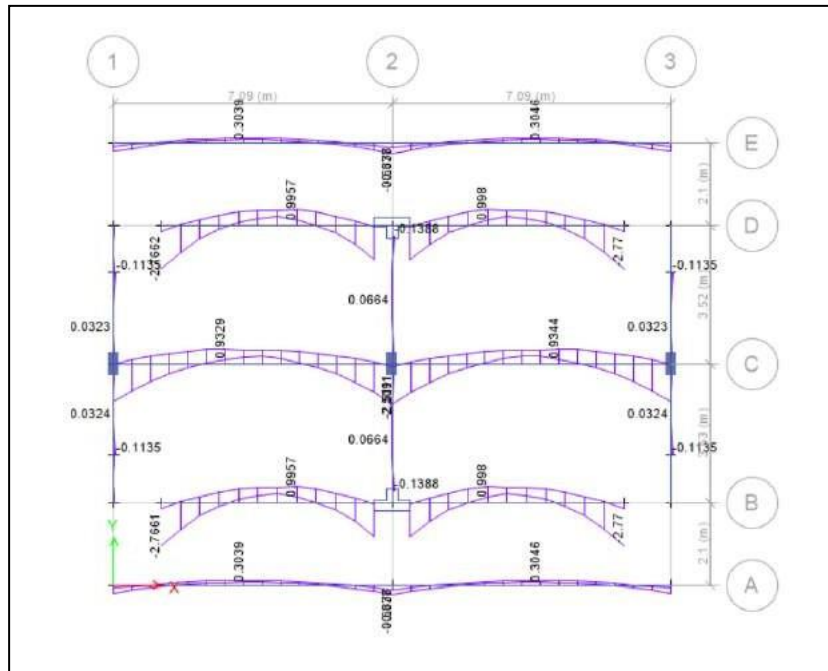 1 2 3
7.09 (m) 7.09 (m)
0.3039 0.3046
E
2.1 (m)
0.9957 0.998
D
-0.1388
-2.7662 -2.77
-0.1135 -0.1135
3.52 (m)
0.0664
0.0323 0.9329 0.9344 0.0323
C
0.0324 0.0664 0.0324
-0.1135 -0.1135
-0.1388
0.9957 0.998
B
-2.7661 -2.77
Y
2.1 (m)
0.3039 0.3046
A
X